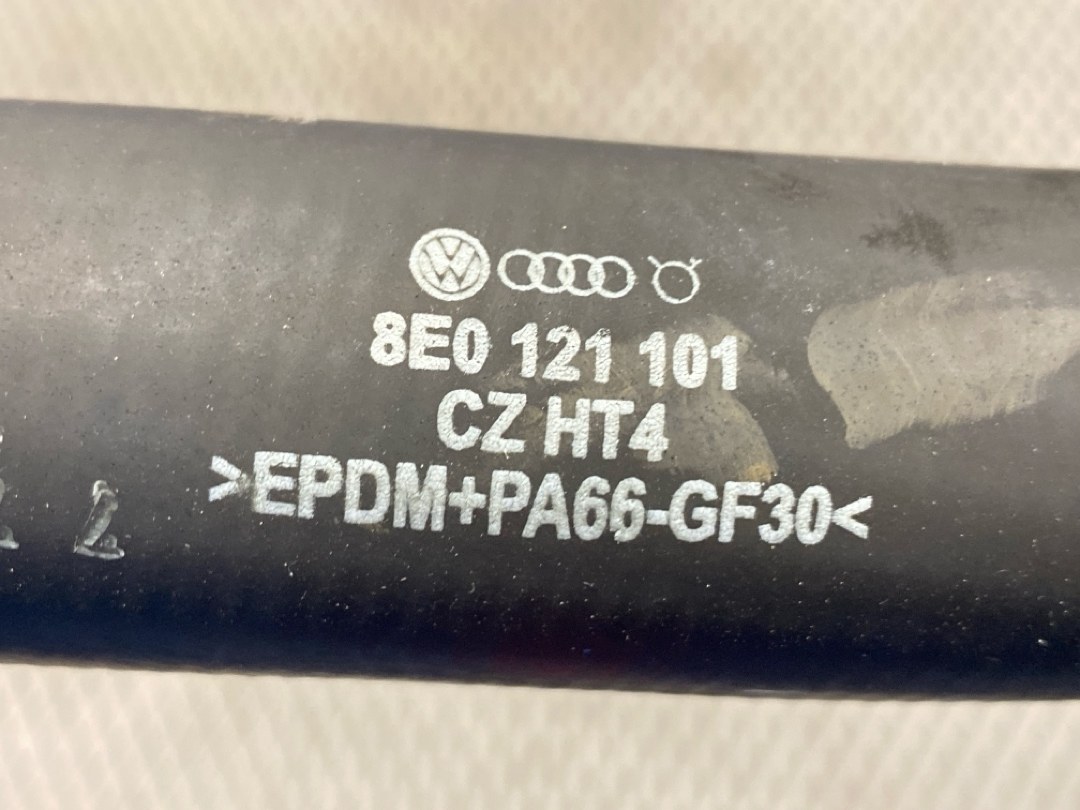 8E0 121 101
CZ HT4
>EPDM+PA66-GF30<